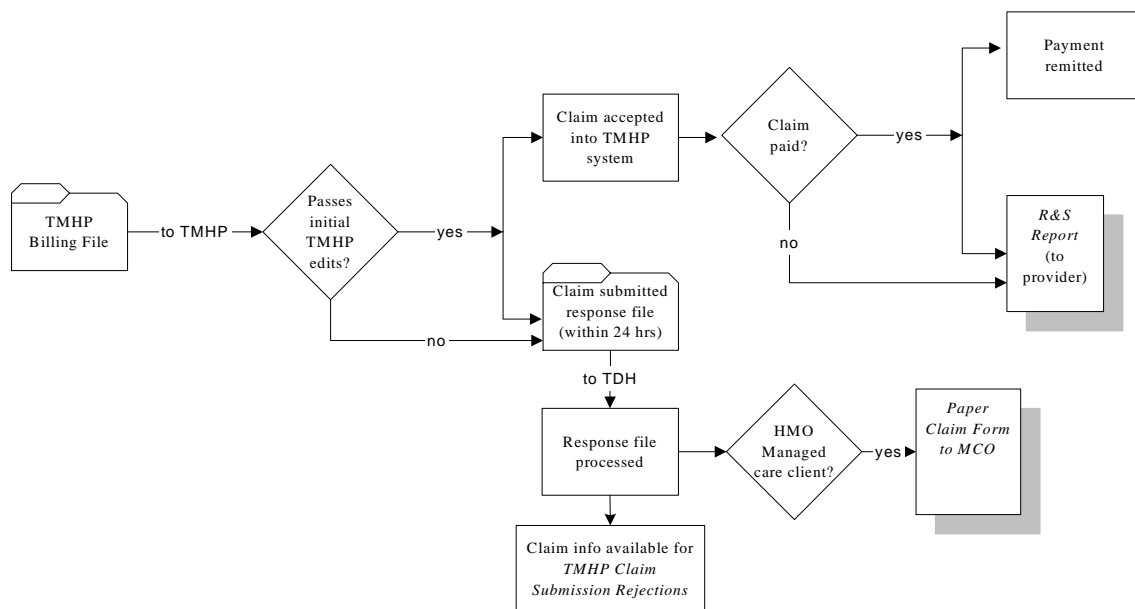 Payment
remitted
Claim accepted
into TMHP
system
Claim
paid?
yes
TMHP
Billing File
to TMHP
Passes
initial
TMHP
edits?
yes
no
R&S
Report
(to
provider)
Claim submitted
response file
(within 24 hrs)
no
to TDH
Response file
processed
HMO
Managed
care client?
yes
Paper
Claim Form
to MCO
Claim info available for
TMHP Claim
Submission Rejections